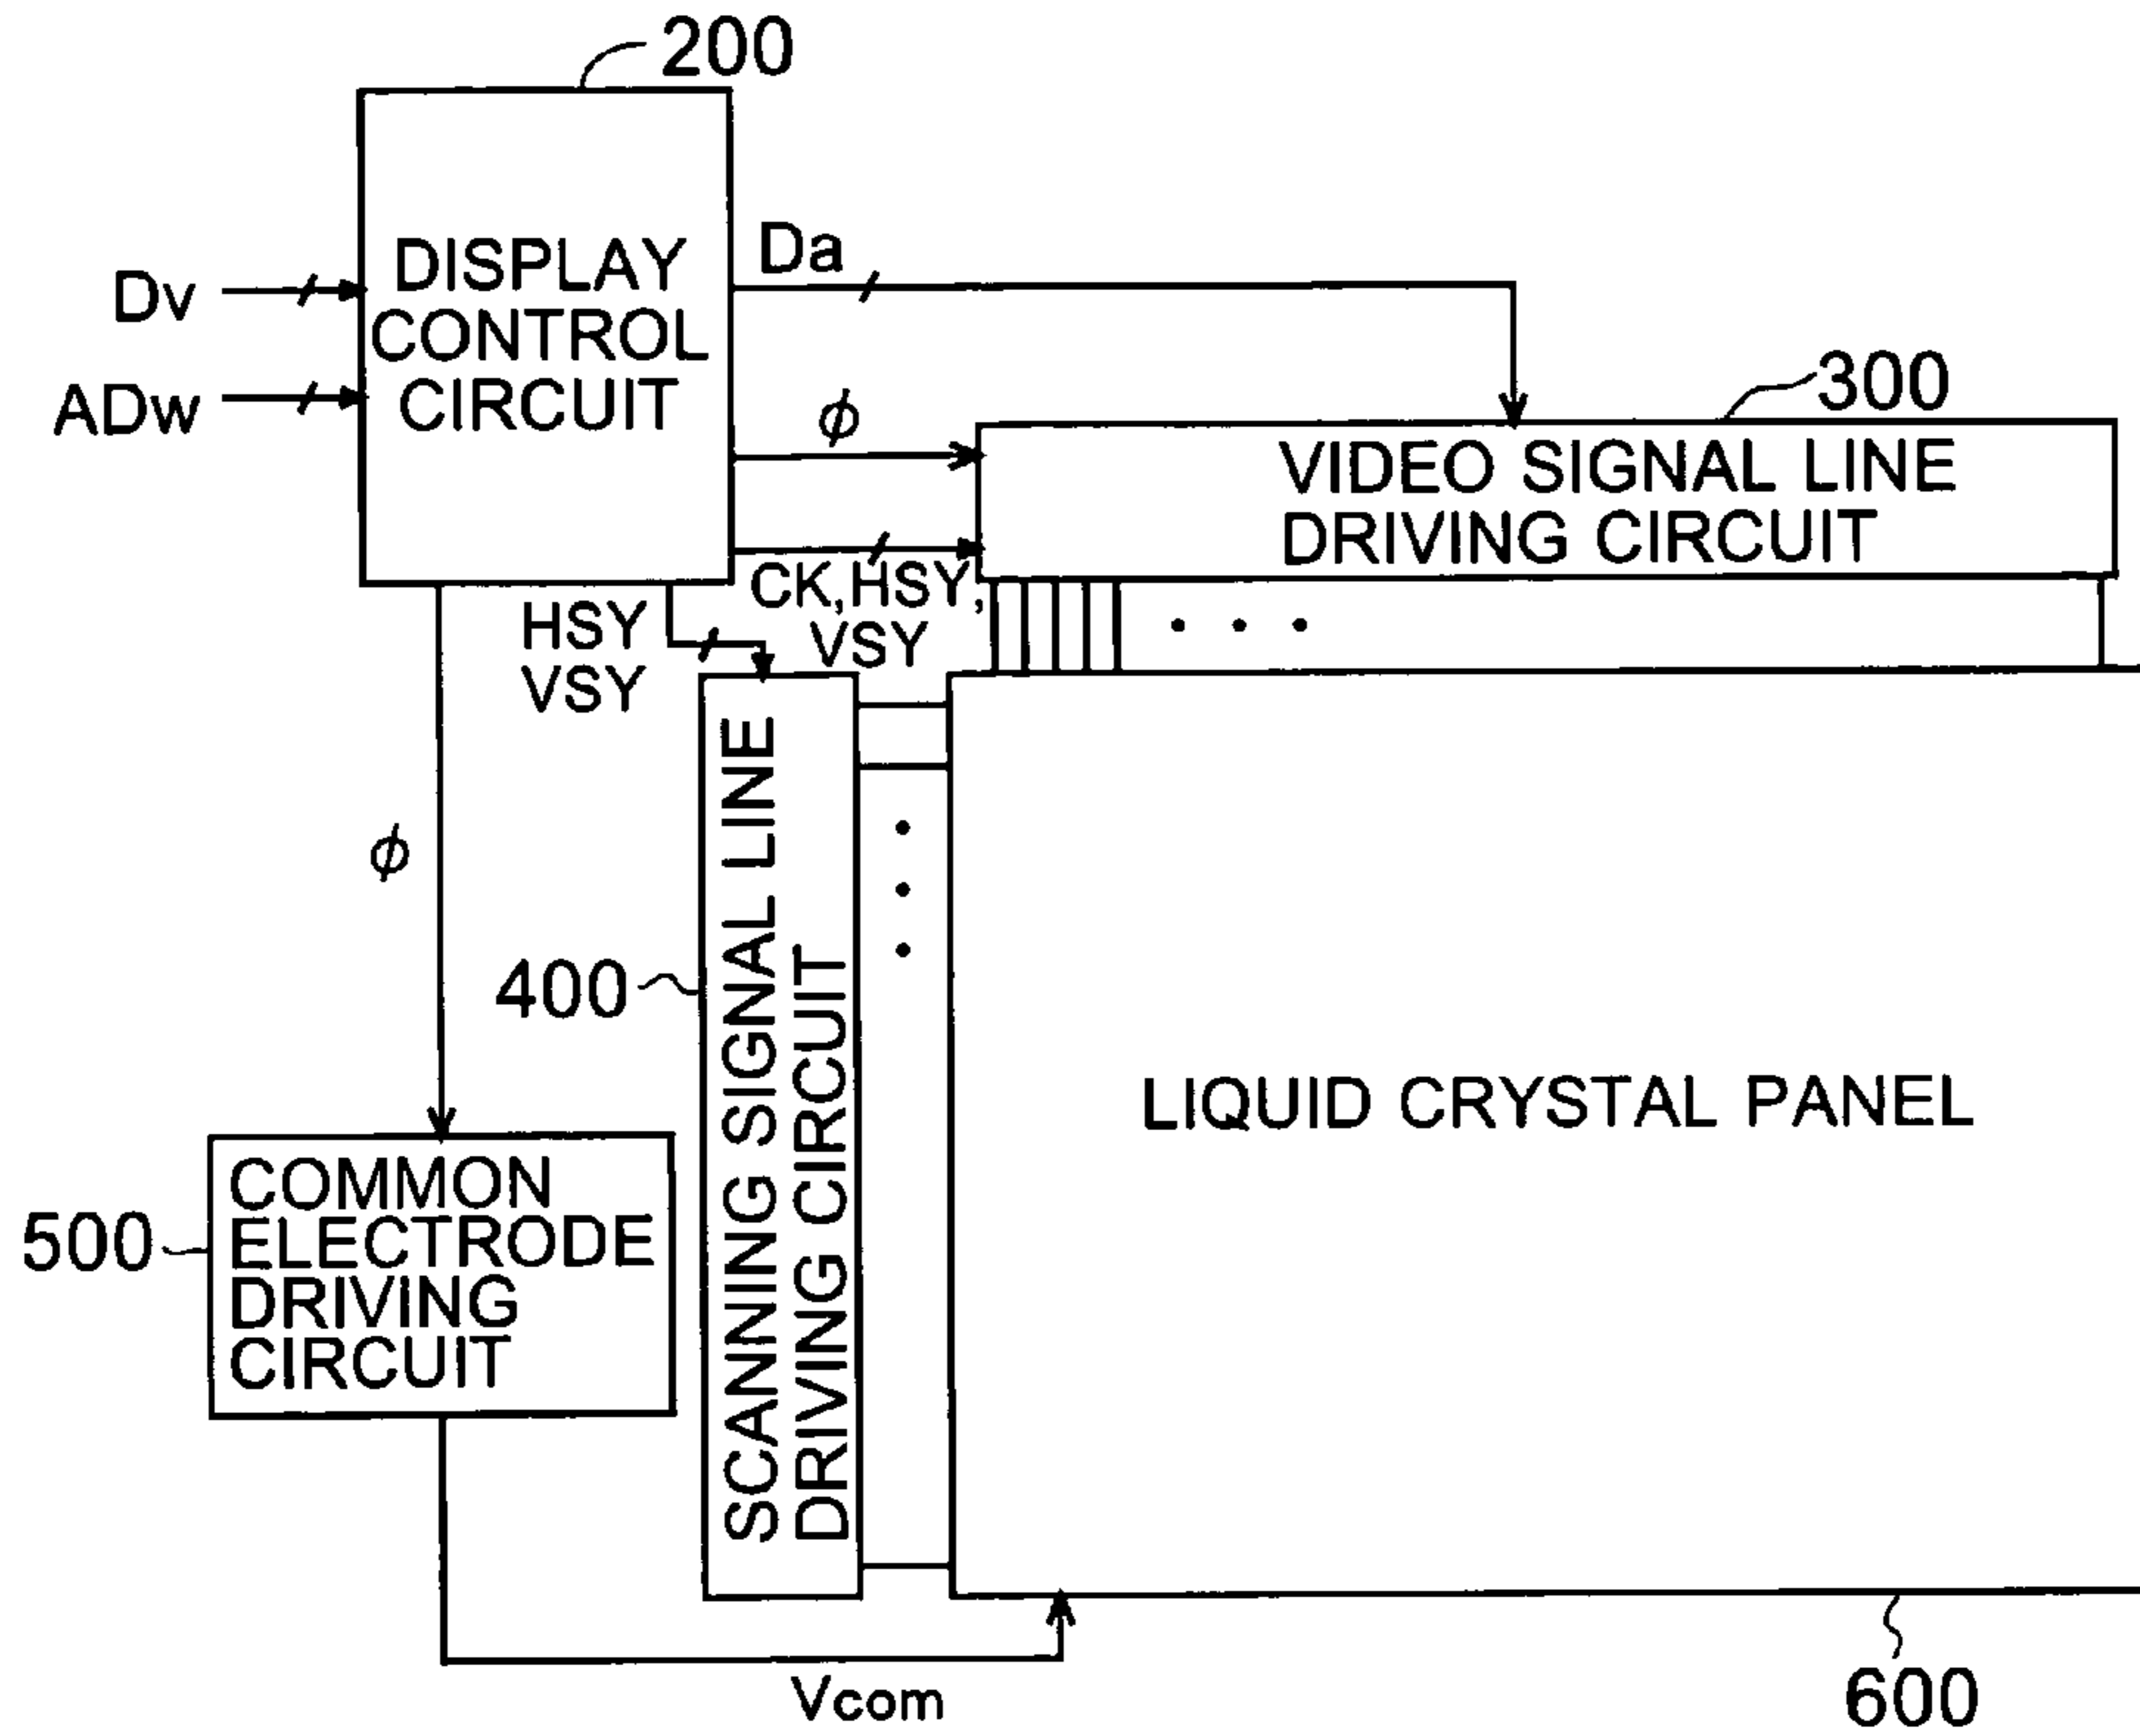 200
DISPLAY
CONTROL
CIRCUIT
Dv
ADw
Da
ϕ
300
VIDEO SIGNAL LINE
DRIVING CIRCUIT
CK,HSY,
VSY
HSY
VSY
ϕ
400
SCANNING SIGNAL LINE
DRIVING CIRCUIT
LIQUID CRYSTAL PANEL
500
COMMON
ELECTRODE
DRIVING
CIRCUIT
Vcom
600